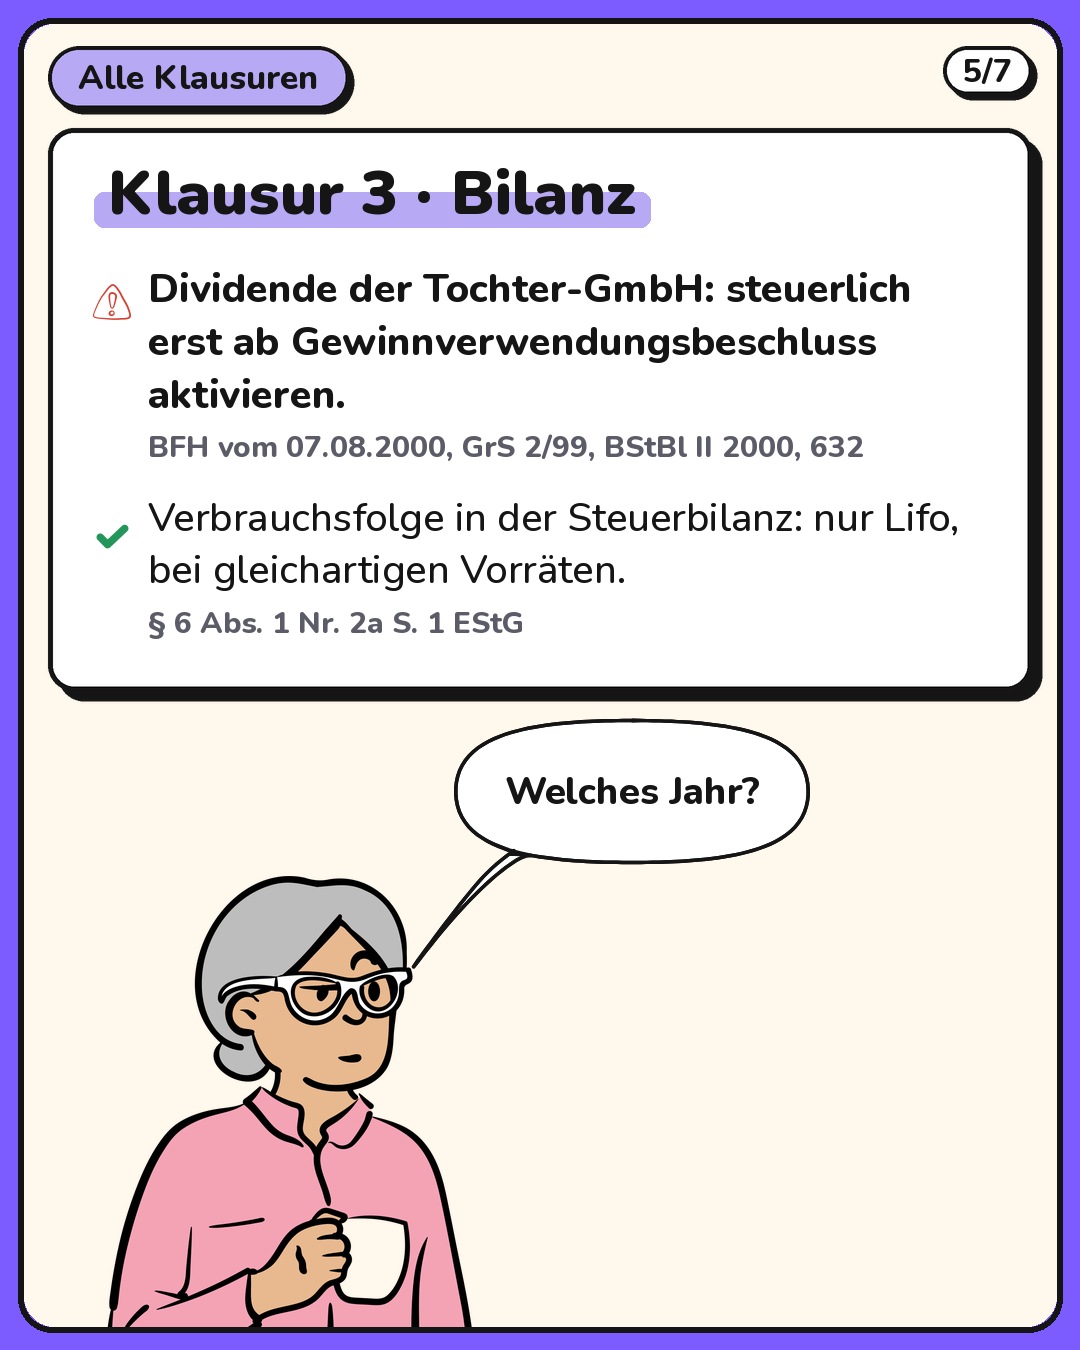 Alle Klausuren
5/7
Klausur 3 · Bilanz
Dividende der Tochter-GmbH: steuerlich
erst ab Gewinnverwendungsbeschluss
aktivieren.
BFH vom 07.08.2000, GrS 2/99, BStBl II 2000, 632
Verbrauchsfolge in der Steuerbilanz: nur Lifo,
bei gleichartigen Vorräten.
§ 6 Abs. 1 Nr. 2a S. 1 EStG
Welches Jahr?